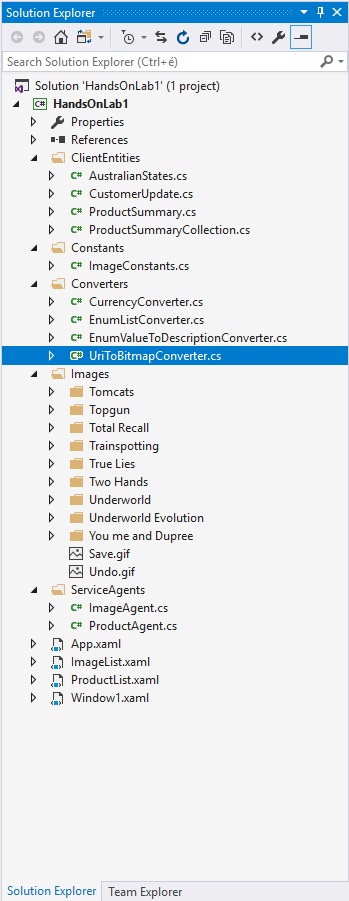 Solution Explorer
Search Solution Explorer (Ctrl+é)
Solution 'HandsOnLab1' (1 project)
C# HandsOnLab1
Properties
References
ClientEntities
C# AustralianStates.cs
C# CustomerUpdate.cs
C# ProductSummary.cs
C# ProductSummaryCollection.cs
Constants
C# ImageConstants.cs
Converters
C# CurrencyConverter.cs
C# EnumListConverter.cs
C# EnumValueToDescriptionConverter.cs
C# UriToBitmapConverter.cs
Images
Tomcats
Topgun
Total Recall
Trainspotting
True Lies
Two Hands
Underworld
Underworld Evolution
You me and Dupree
Save.gif
Undo.gif
ServiceAgents
C# ImageAgent.cs
C# ProductAgent.cs
App.xaml
ImageList.xaml
ProductList.xaml
Window1.xaml
Solution Explorer Team Explorer